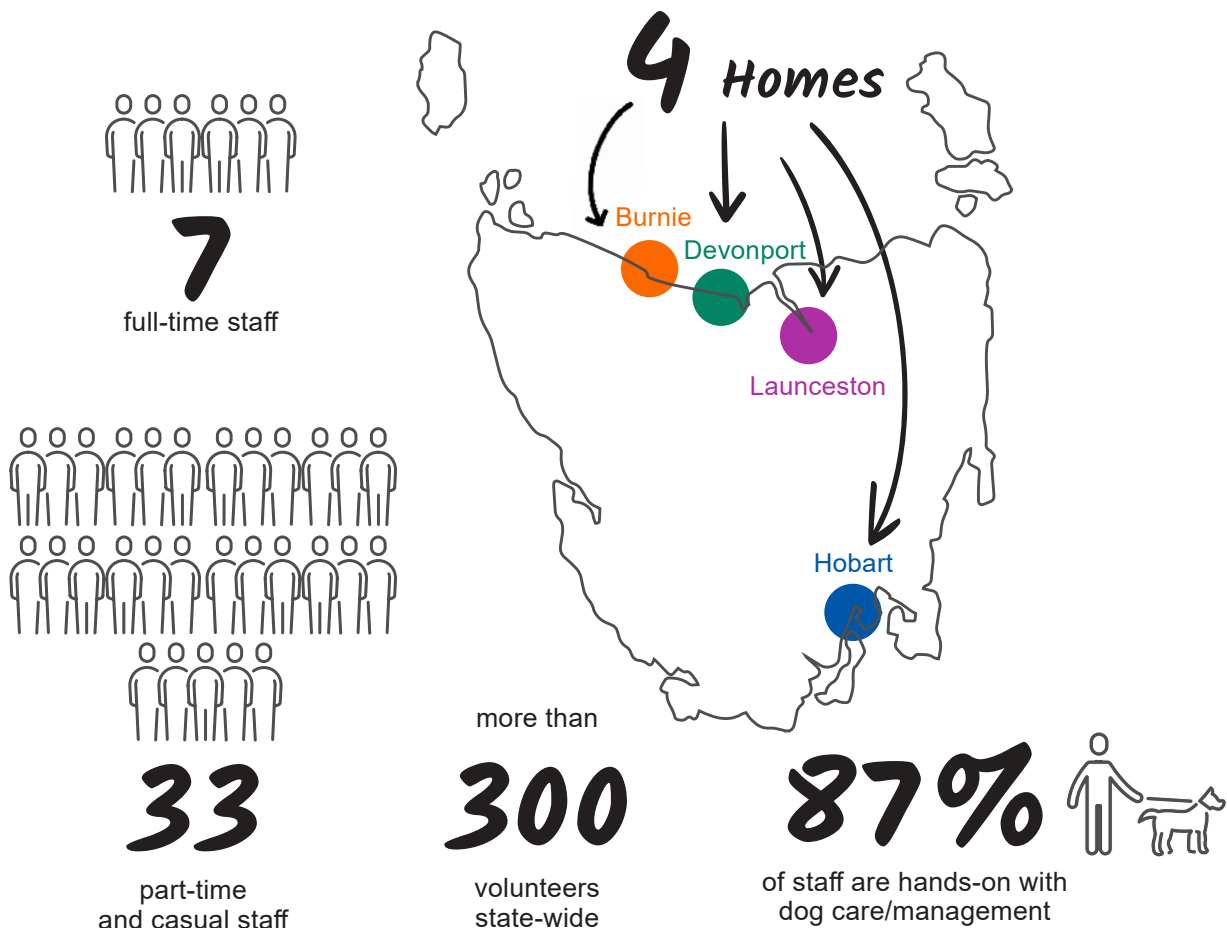 4 Homes
7
full-time staff
Burnie
Devonport
Launceston
Hobart
33
part-time
and casual staff
more than
300
volunteers
state-wide
87%
of staff are hands-on with
dog care/management